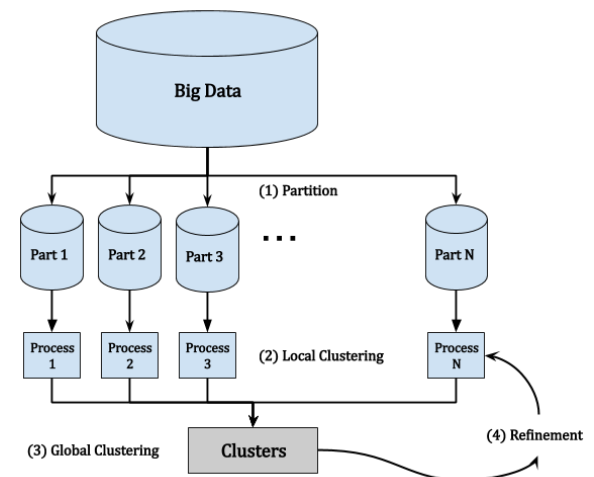 Big Data
(1) Partition
Part 1
Part 2
Part 3
...
Part N
Process
1
Process
2
Process
3
(2) Local Clustering
Process
N
(3) Global Clustering
Clusters
(4) Refinement